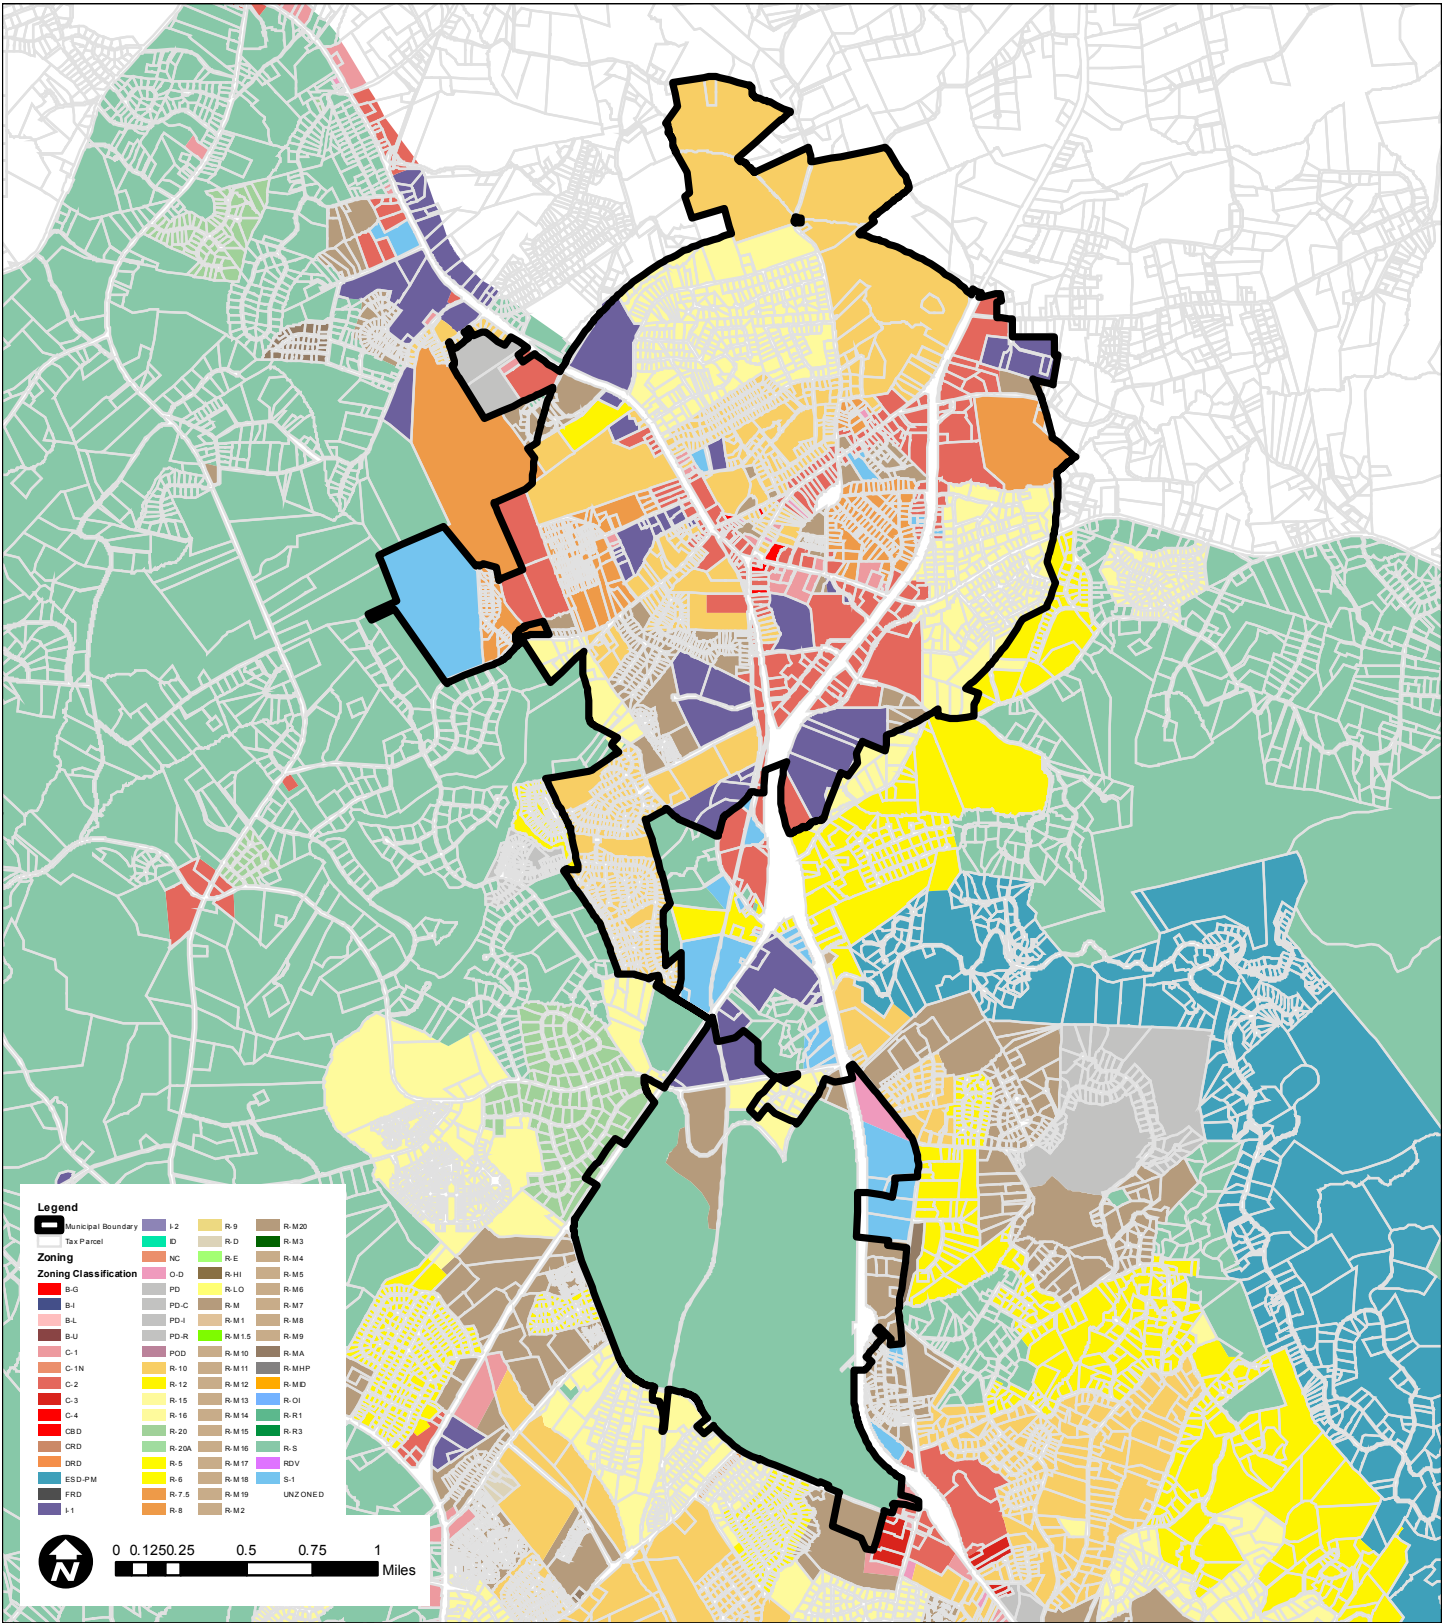 Legend
Municipal Boundary
Tax Parcel
Zoning
Zoning Classification
B-G
B-I
B-L
B-U
C-1
C-1N
C-2
C-3
C-4
CBD
CRD
DRD
ESD-PM
FRD
I-1
I-2
ID
NC
O-D
PD
PD-C
PD-I
PD-R
POD
R-10
R-12
R-15
R-16
R-20
R-20A
R-5
R-6
R-7.5
R-8
R-9
R-D
R-E
R-HI
R-LO
R-M
R-M1
R-M1.5
R-M10
R-M11
R-M12
R-M13
R-M14
R-M15
R-M16
R-M17
R-M18
R-M19
R-M2
R-M20
R-M3
R-M4
R-M5
R-M6
R-M7
R-M8
R-M9
R-MA
R-MHP
R-MID
R-OI
R-R1
R-R3
R-S
RDV
S-1
UNZONED
N
0 0.125 0.25 0.5 0.75 1
Miles